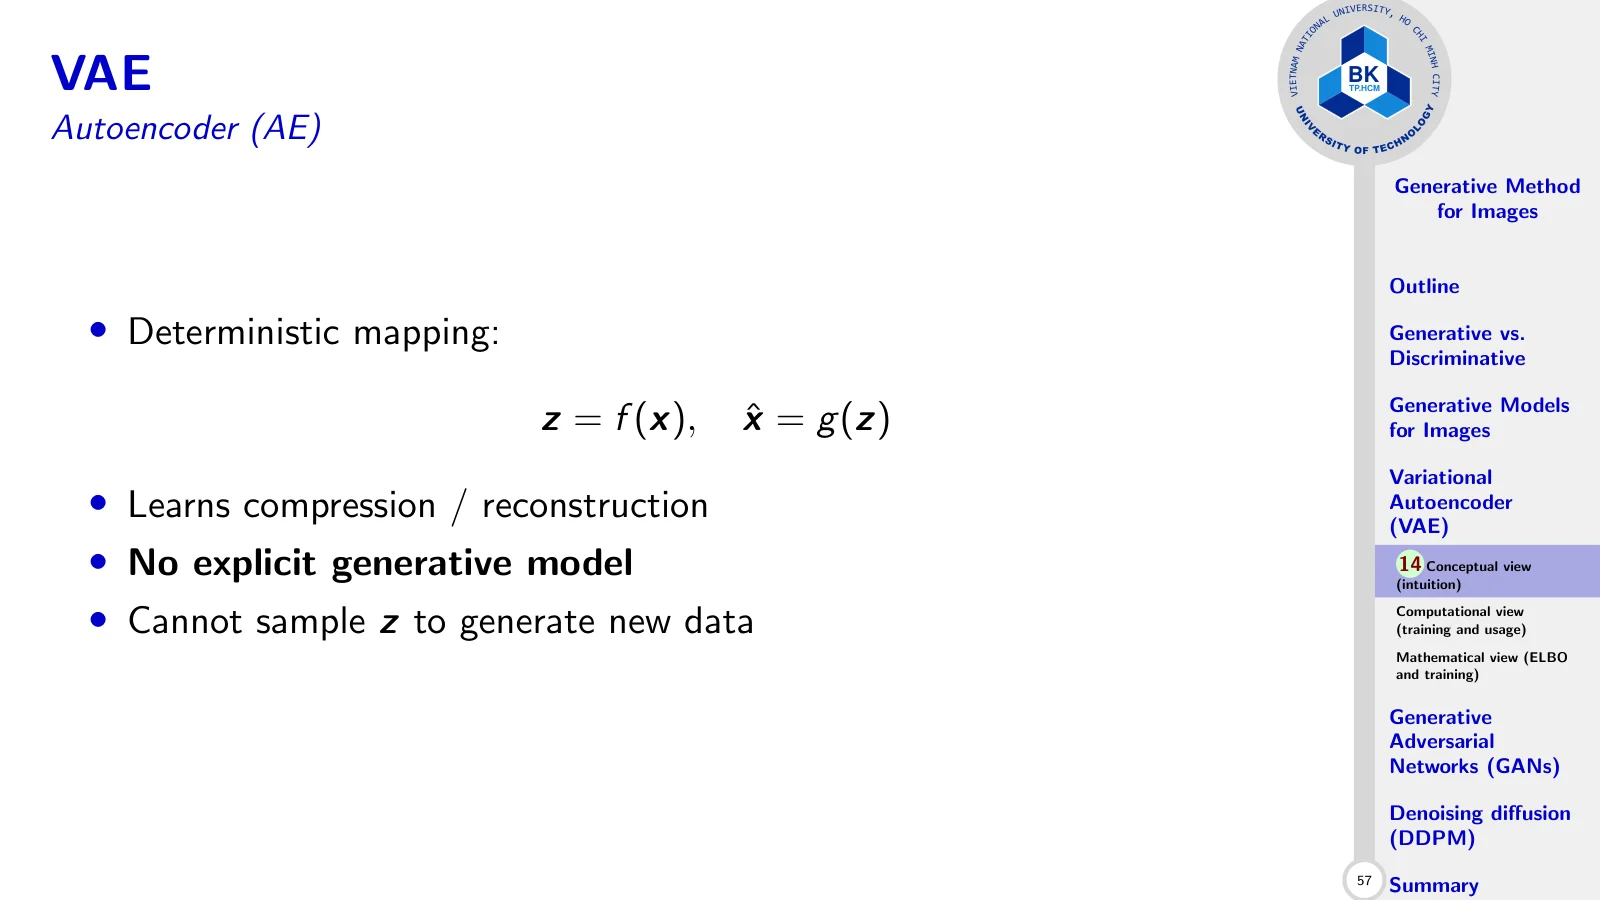 VAE
Autoencoder (AE)
• Deterministic mapping:
z = f(x), x̂ = g(z)
• Learns compression / reconstruction
• No explicit generative model
• Cannot sample z to generate new data
VIETNAM NATIONAL UNIVERSITY, HO CHI MINH CITY
BK
TP.HCM
UNIVERSITY OF TECHNOLOGY
Generative Method
for Images
Outline
Generative vs.
Discriminative
Generative Models
for Images
Variational
Autoencoder
(VAE)
14 Conceptual view
(intuition)
Computational view
(training and usage)
Mathematical view (ELBO
and training)
Generative
Adversarial
Networks (GANs)
Denoising diffusion
(DDPM)
Summary
57